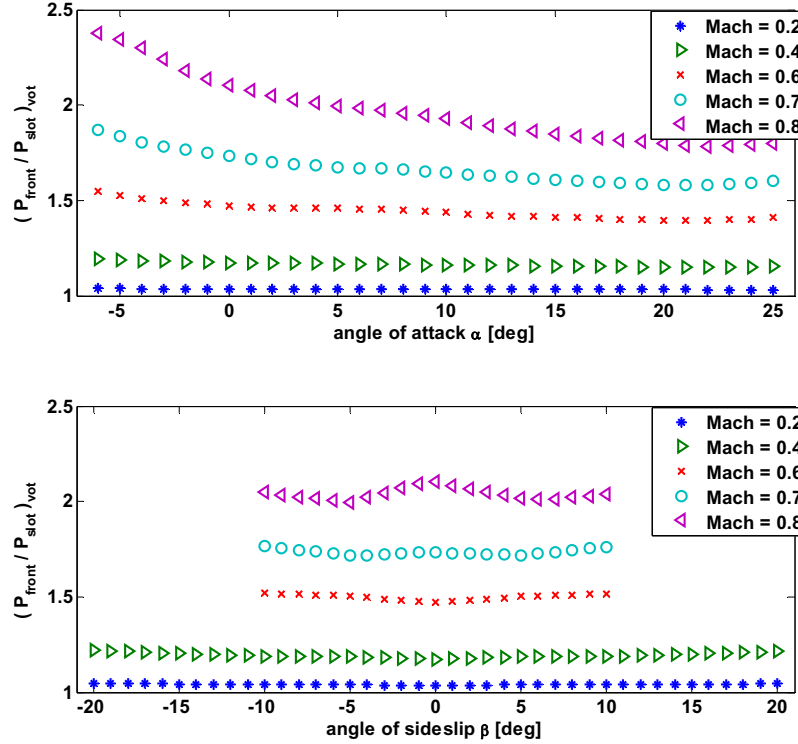 2.5
2
1.5
1
( P_front / P_slot )_vot
-5
0
5
10
15
20
25
angle of attack α [deg]
Mach = 0.2
Mach = 0.4
Mach = 0.6
Mach = 0.7
Mach = 0.8
2.5
2
1.5
1
( P_front / P_slot )_vot
-20
-15
-10
-5
0
5
10
15
20
angle of sideslip β [deg]
Mach = 0.2
Mach = 0.4
Mach = 0.6
Mach = 0.7
Mach = 0.8